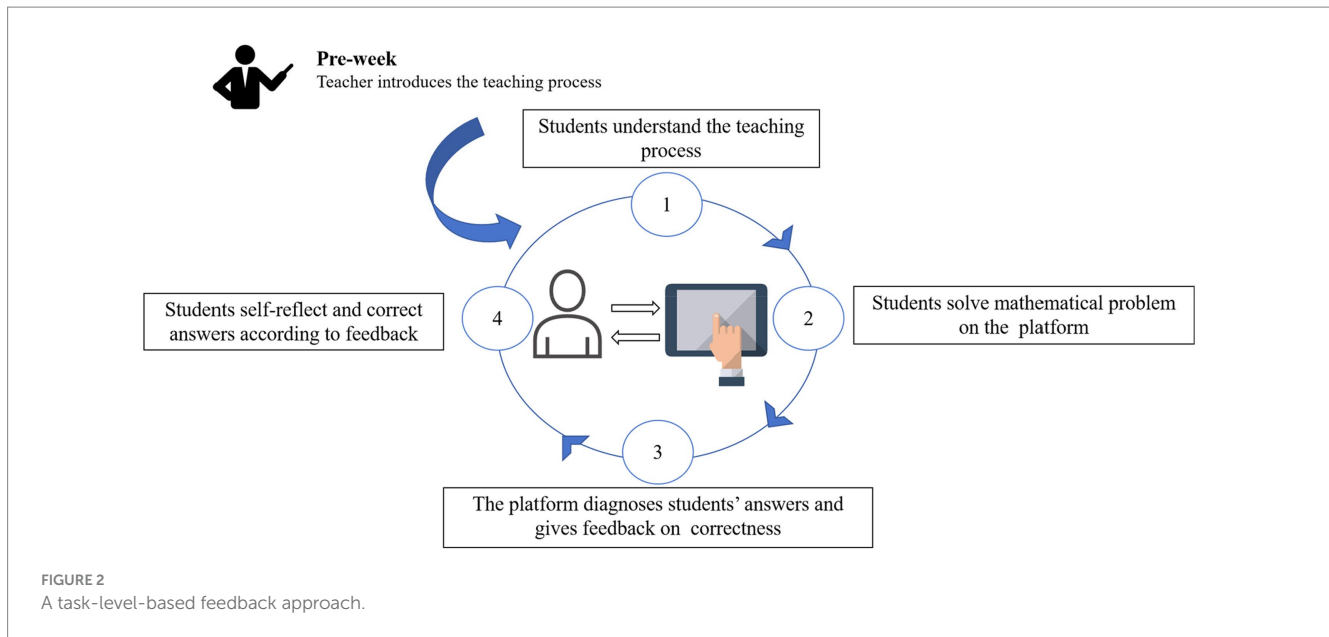 Pre-week
Teacher introduces the teaching process
Students understand the teaching
process
1
Students self-reflect and correct
answers according to feedback
4
2
Students solve mathematical problem
on the platform
3
The platform diagnoses students’ answers and
gives feedback on correctness
FIGURE 2
A task-level-based feedback approach.